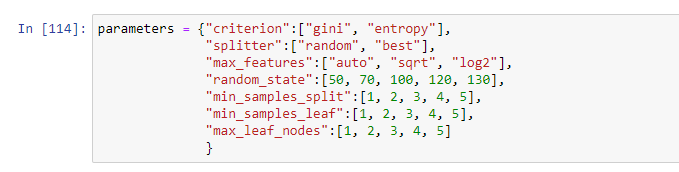 In [114]: parameters = {"criterion":["gini", "entropy"],
"splitter":["random", "best"],
"max_features":["auto", "sqrt", "log2"],
"random_state":[50, 70, 100, 120, 130],
"min_samples_split":[1, 2, 3, 4, 5],
"min_samples_leaf":[1, 2, 3, 4, 5],
"max_leaf_nodes":[1, 2, 3, 4, 5]
}